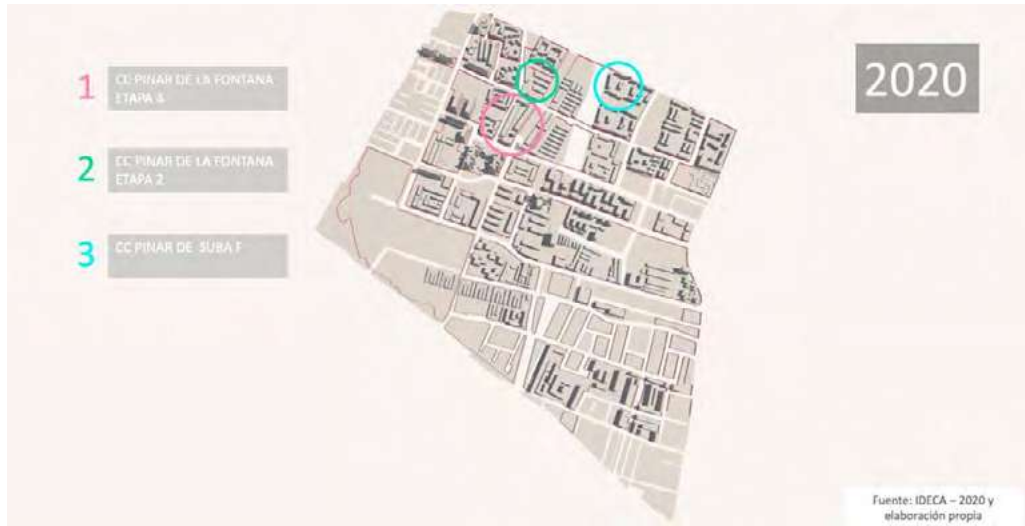 1
CC PINAR DE LA FONTANA
ETAPA 4
2
CC PINAR DE LA FONTANA
ETAPA 2
3
CC PINAR DE SUBA F
2020
Fuente: IDECA – 2020 y
elaboración propia